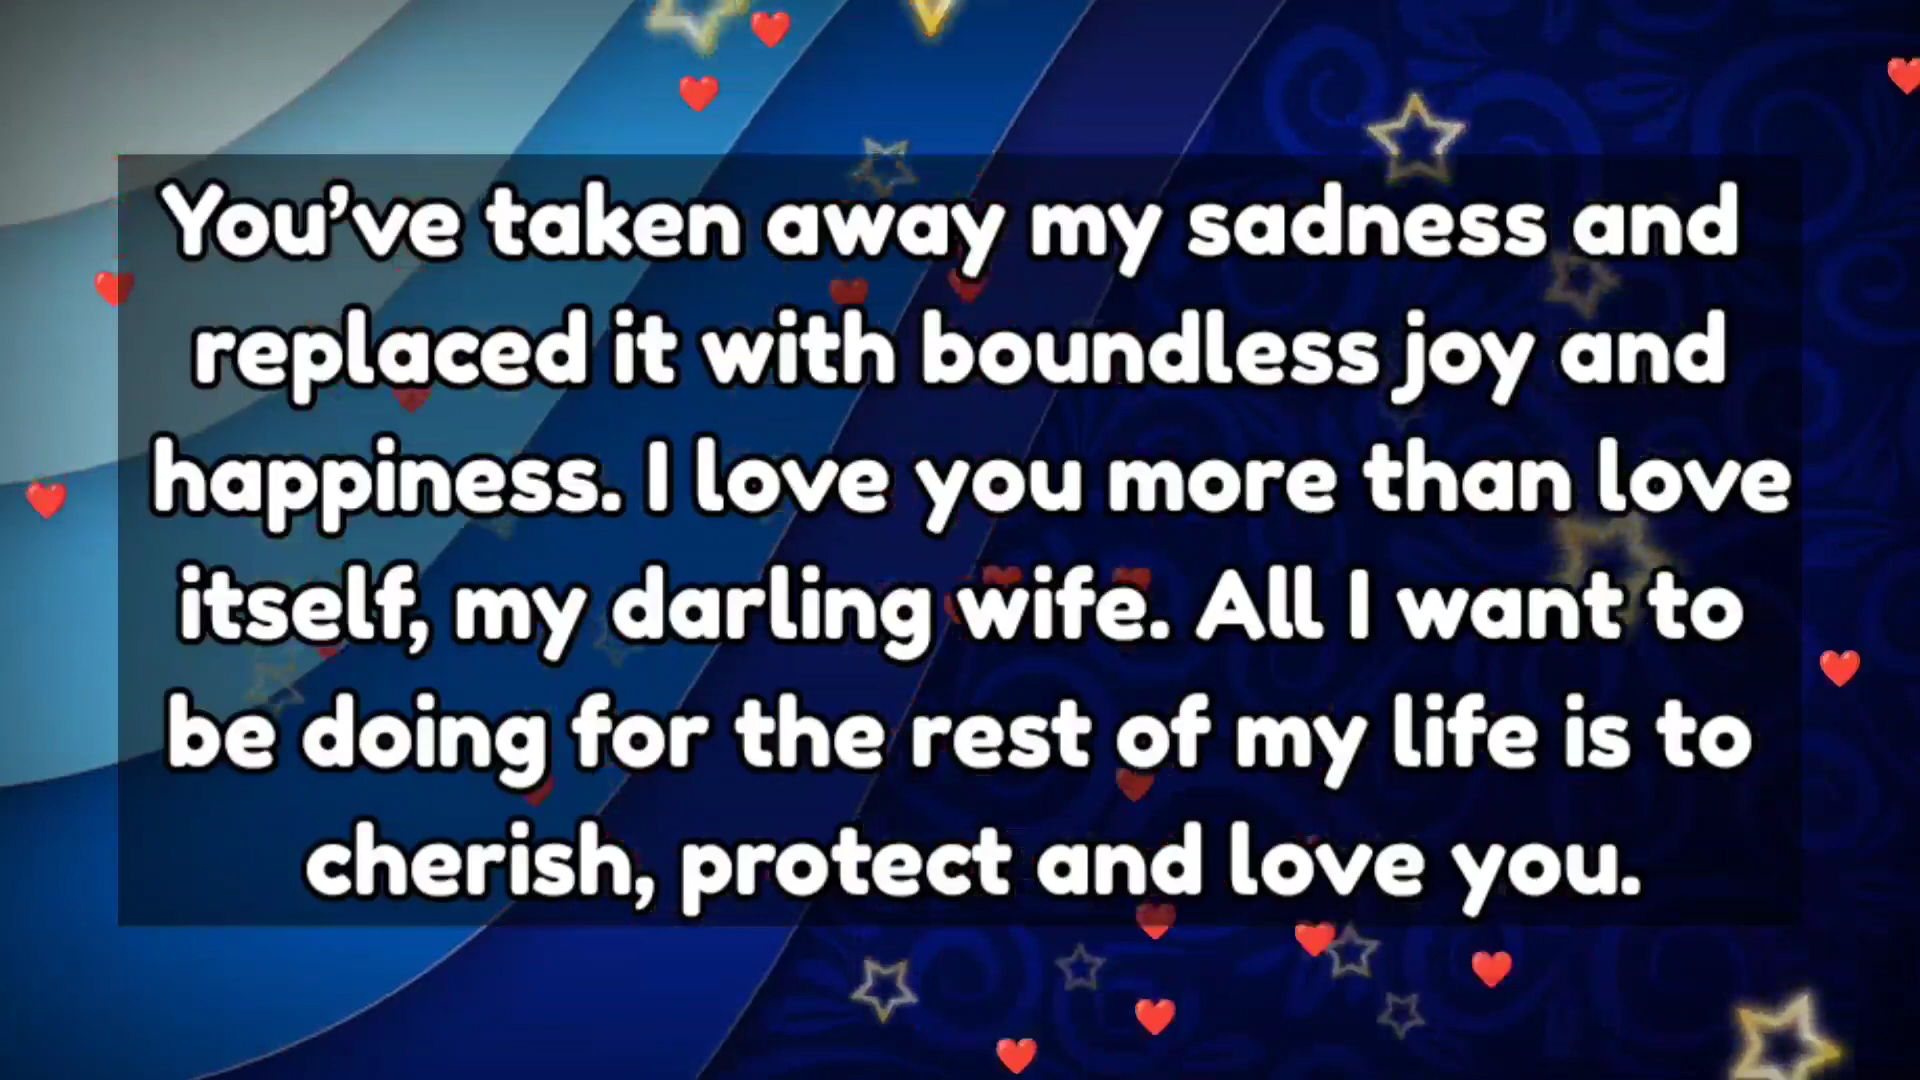 You’ve taken away my sadness and
replaced it with boundless joy and
happiness. I love you more than love
itself, my darling wife. All I want to
be doing for the rest of my life is to
cherish, protect and love you.